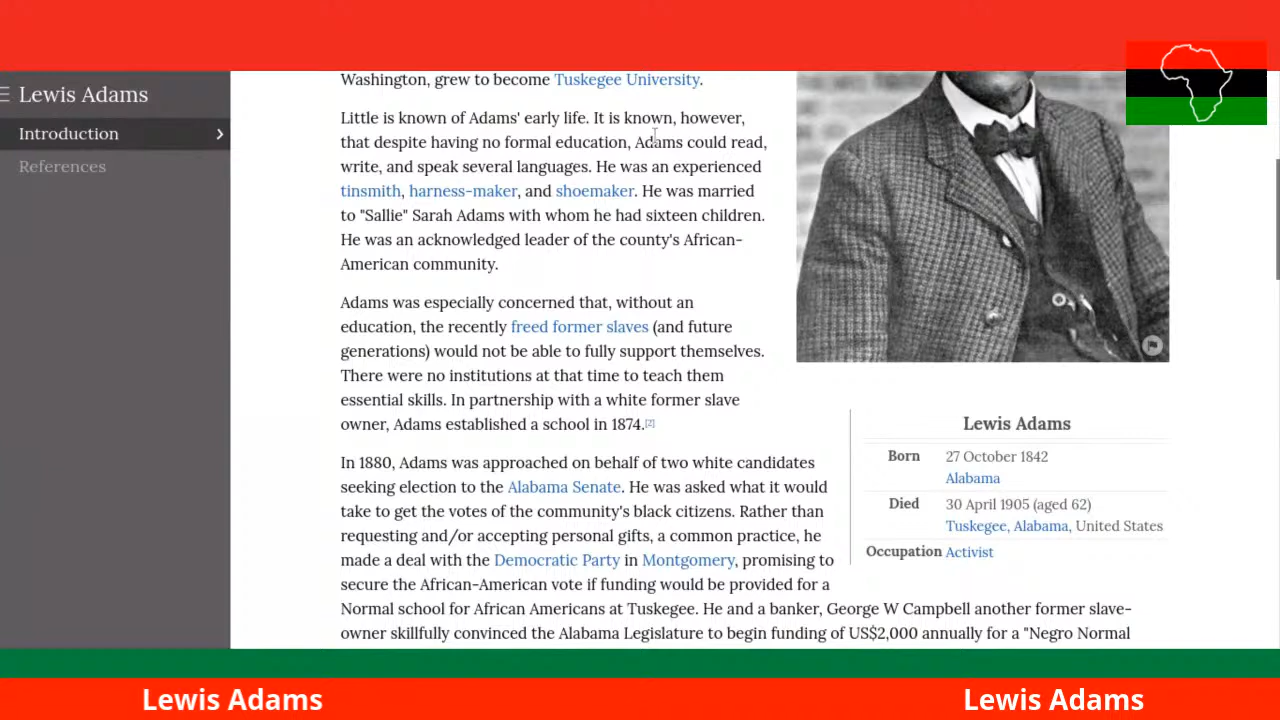 Lewis Adams
Introduction
References
Washington, grew to become Tuskegee University.
Little is known of Adams' early life. It is known, however,
that despite having no formal education, Adams could read,
write, and speak several languages. He was an experienced
tinsmith, harness-maker, and shoemaker. He was married
to "Sallie" Sarah Adams with whom he had sixteen children.
He was an acknowledged leader of the county's African-
American community.
Adams was especially concerned that, without an
education, the recently freed former slaves (and future
generations) would not be able to fully support themselves.
There were no institutions at that time to teach them
essential skills. In partnership with a white former slave
owner, Adams established a school in 1874.[2]
In 1880, Adams was approached on behalf of two white candidates
seeking election to the Alabama Senate. He was asked what it would
take to get the votes of the community's black citizens. Rather than
requesting and/or accepting personal gifts, a common practice, he
made a deal with the Democratic Party in Montgomery, promising to
secure the African-American vote if funding would be provided for a
Normal school for African Americans at Tuskegee. He and a banker, George W Campbell another former slave-
owner skillfully convinced the Alabama Legislature to begin funding of US$2,000 annually for a "Negro Normal
Lewis Adams
Born 27 October 1842
Alabama
Died 30 April 1905 (aged 62)
Tuskegee, Alabama, United States
Occupation Activist
Lewis Adams
Lewis Adams